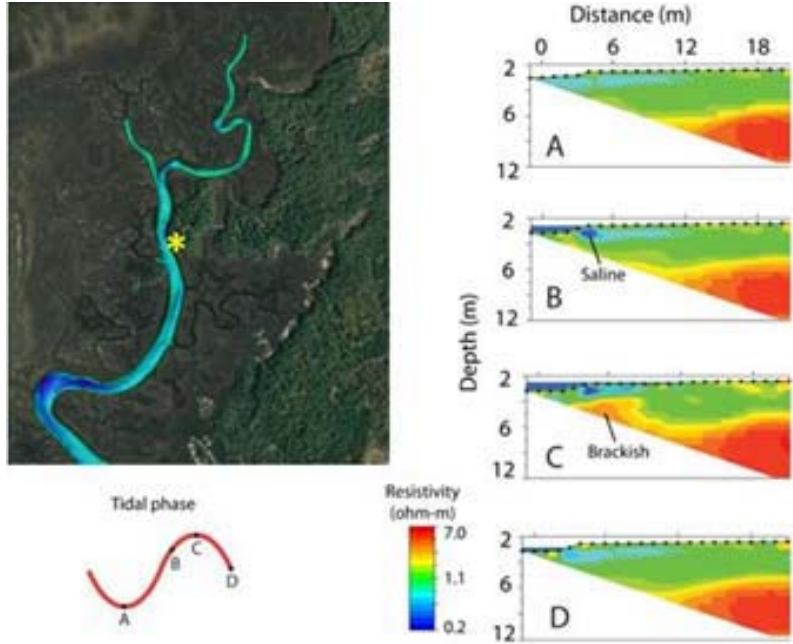 Distance (m)
0 6 12 18
2
6
12
A
2
6
12
Saline
B
Depth (m)
2
6
12
Brackish
C
2
6
12
D
Tidal phase
A
B
C
D
Resistivity
(ohm-m)
7.0
1.1
0.2